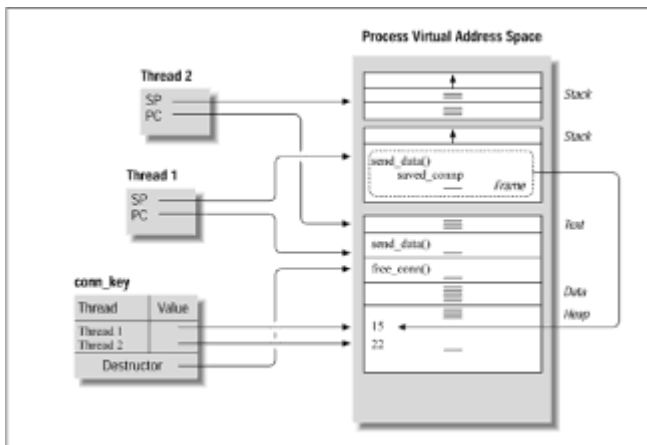 Process Virtual Address Space
Thread 2
SP
PC
Stack
Stack
send_data()
saved_connp
Frame
Thread 1
SP
PC
Text
send_data()
free_conn()
conn_key
Thread Value
Thread 1
Thread 2
Destructor
Data
Heap
15
22